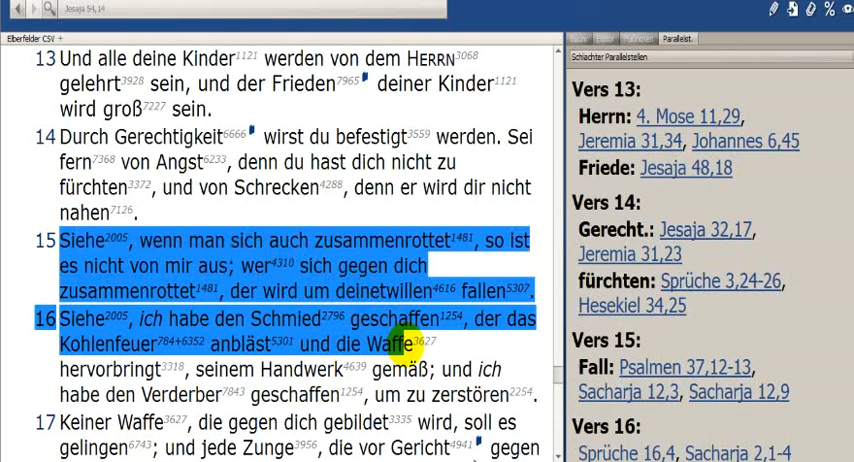 Jesaja 54,14
Elberfelder CSV +
Parallelst.
Schlachter Parallelstellen
13 Und alle deine Kinder1121 werden von dem HERRN3068
gelehrt3928 sein, und der Frieden7965 deiner Kinder1121
wird groß7227 sein.
14 Durch Gerechtigkeit6666 wirst du befestigt3559 werden. Sei
fern7368 von Angst6233, denn du hast dich nicht zu
fürchten3372, und von Schrecken4288, denn er wird dir nicht
nahen7126.
15 Siehe2005, wenn man sich auch zusammenrottet1481, so ist
es nicht von mir aus; wer4310 sich gegen dich
zusammenrottet1481, der wird um deinetwillen4616 fallen5307.
16 Siehe2005, ich habe den Schmied2796 geschaffen1254, der das
Kohlenfeuer784+6352 anbläst5301 und die Waffe3627
hervorbringt3318, seinem Handwerk4639 gemäß; und ich
habe den Verderber7843 geschaffen1254, um zu zerstören2254.
17 Keiner Waffe3627, die gegen dich gebildet3335 wird, soll es
gelingen6743; und jede Zunge3956, die vor Gericht4941 gegen
Vers 13:
Herrn: 4. Mose 11,29,
Jeremia 31,34, Johannes 6,45
Friede: Jesaja 48,18
Vers 14:
Gerecht.: Jesaja 32,17,
Jeremia 31,23
fürchten: Sprüche 3,24-26,
Hesekiel 34,25
Vers 15:
Fall: Psalmen 37,12-13,
Sacharja 12,3, Sacharja 12,9
Vers 16:
Sprüche 16,4, Sacharja 2,1-4